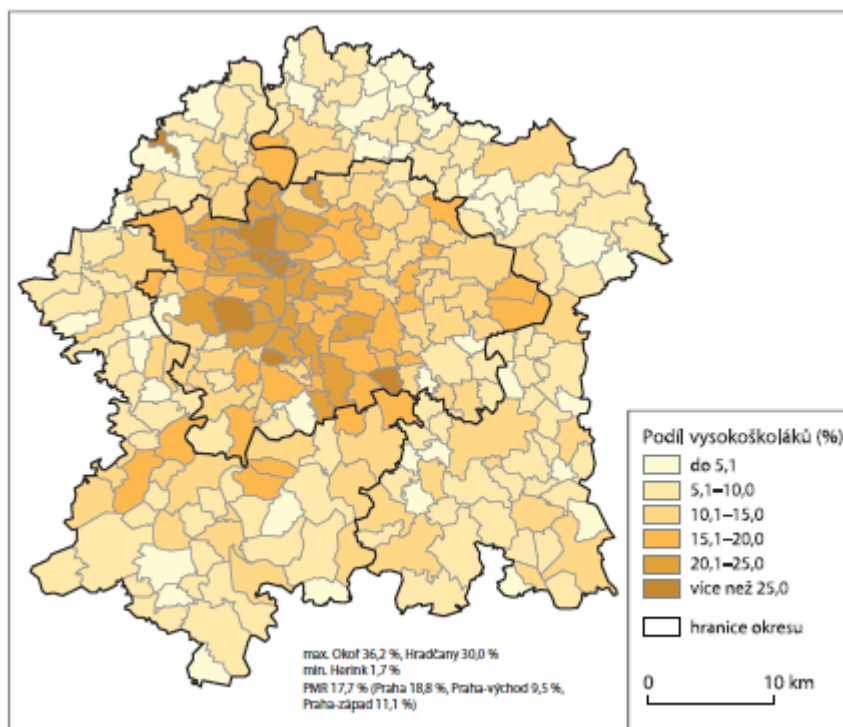 Podíl vysokoškoláků (%)
do 5,1
5,1–10,0
10,1–15,0
15,1–20,0
20,1–25,0
více než 25,0
hranice okresu
0 10 km
max. Okoř 36,2 %, Hradčany 30,0 %
min. Herink 1,7 %
PMR 17,7 % (Praha 18,8 %, Praha-východ 9,5 %,
Praha-západ 11,1 %)